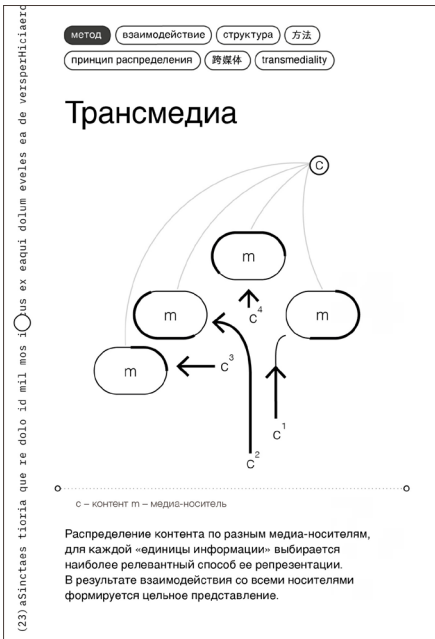 метод взаимодействие структура 方法
принцип распределения 跨媒体 transmediality
Трансмедиа
c
m
m
m
m
c4
c3
c1
c2
c – контент m – медиа-носитель
Распределение контента по разным медиа-носителям,
для каждой «единицы информации» выбирается
наиболее релевантный способ ее репрезентации.
В результате взаимодействия со всеми носителями
формируется цельное представление.
(23) aSinctaes tioria que re dolo id mil mos ex eaqui dolum eveles ea de versperHiciaerc